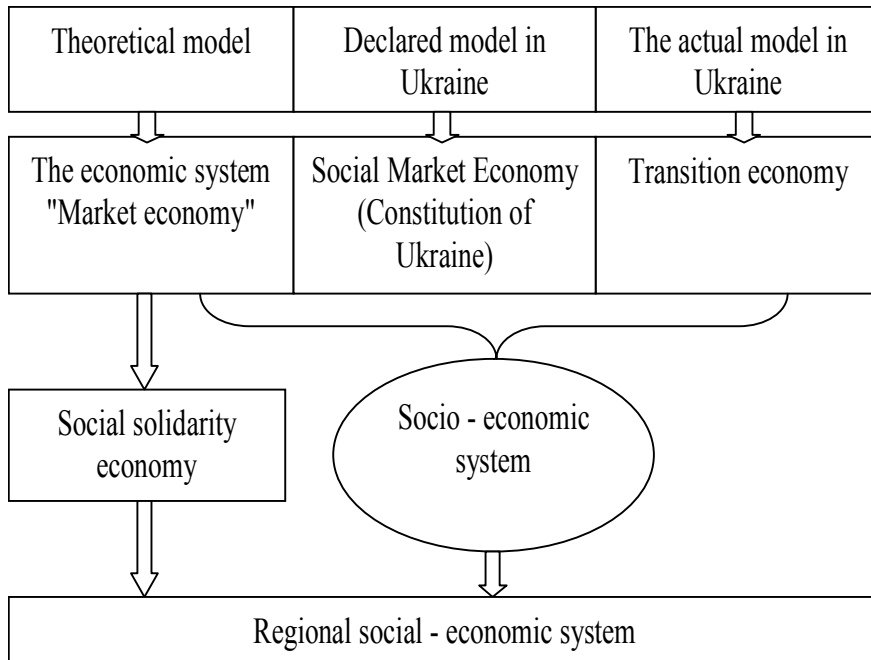 Theoretical model
Declared model in
Ukraine
The actual model in
Ukraine
The economic system
"Market economy"
Social Market Economy
(Constitution of
Ukraine)
Transition economy
Social solidarity
economy
Socio - economic
system
Regional social - economic system